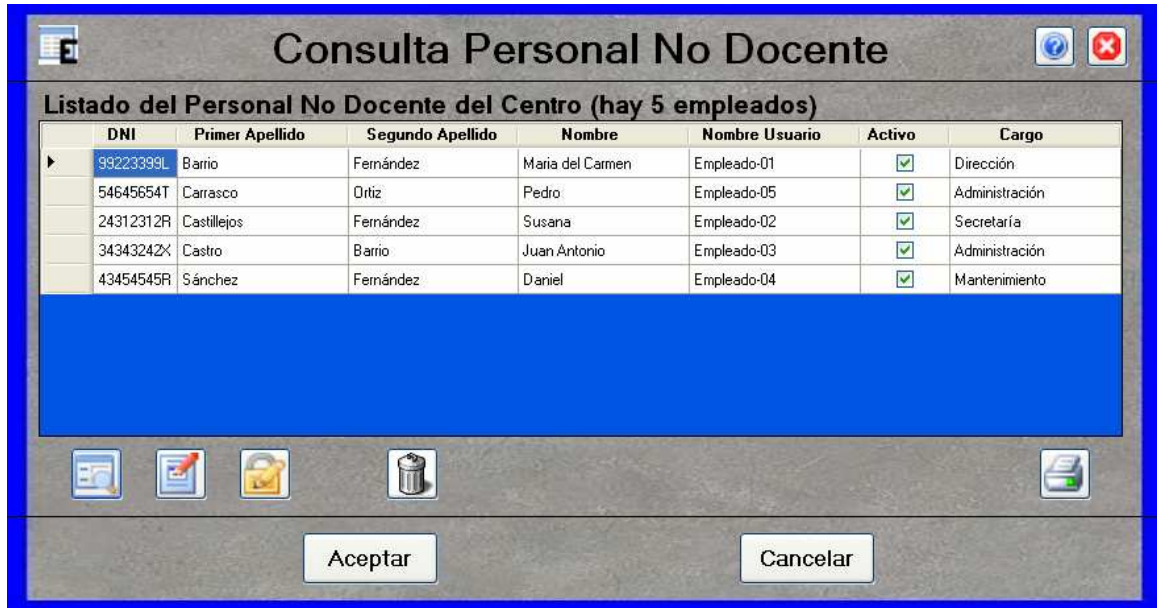 E
Consulta Personal No Docente
Listado del Personal No Docente del Centro (hay 5 empleados)
DNI Primer Apellido Segundo Apellido Nombre Nombre Usuario Activo Cargo
99223399L Barrio Fernández Maria del Carmen Empleado-01 Dirección
54645654T Carrasco Ortiz Pedro Empleado-05 Administración
24312312R Castillejos Fernández Susana Empleado-02 Secretaría
34343242X Castro Barrio Juan Antonio Empleado-03 Administración
43454545R Sánchez Fernández Daniel Empleado-04 Mantenimiento
Aceptar Cancelar